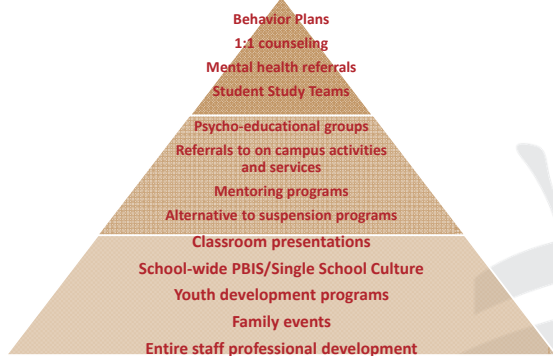 Behavior Plans
1:1 counseling
Mental health referrals
Student Study Teams
Psycho-educational groups
Referrals to on campus activities
and services
Mentoring programs
Alternative to suspension programs
Classroom presentations
School-wide PBIS/Single School Culture
Youth development programs
Family events
Entire staff professional development